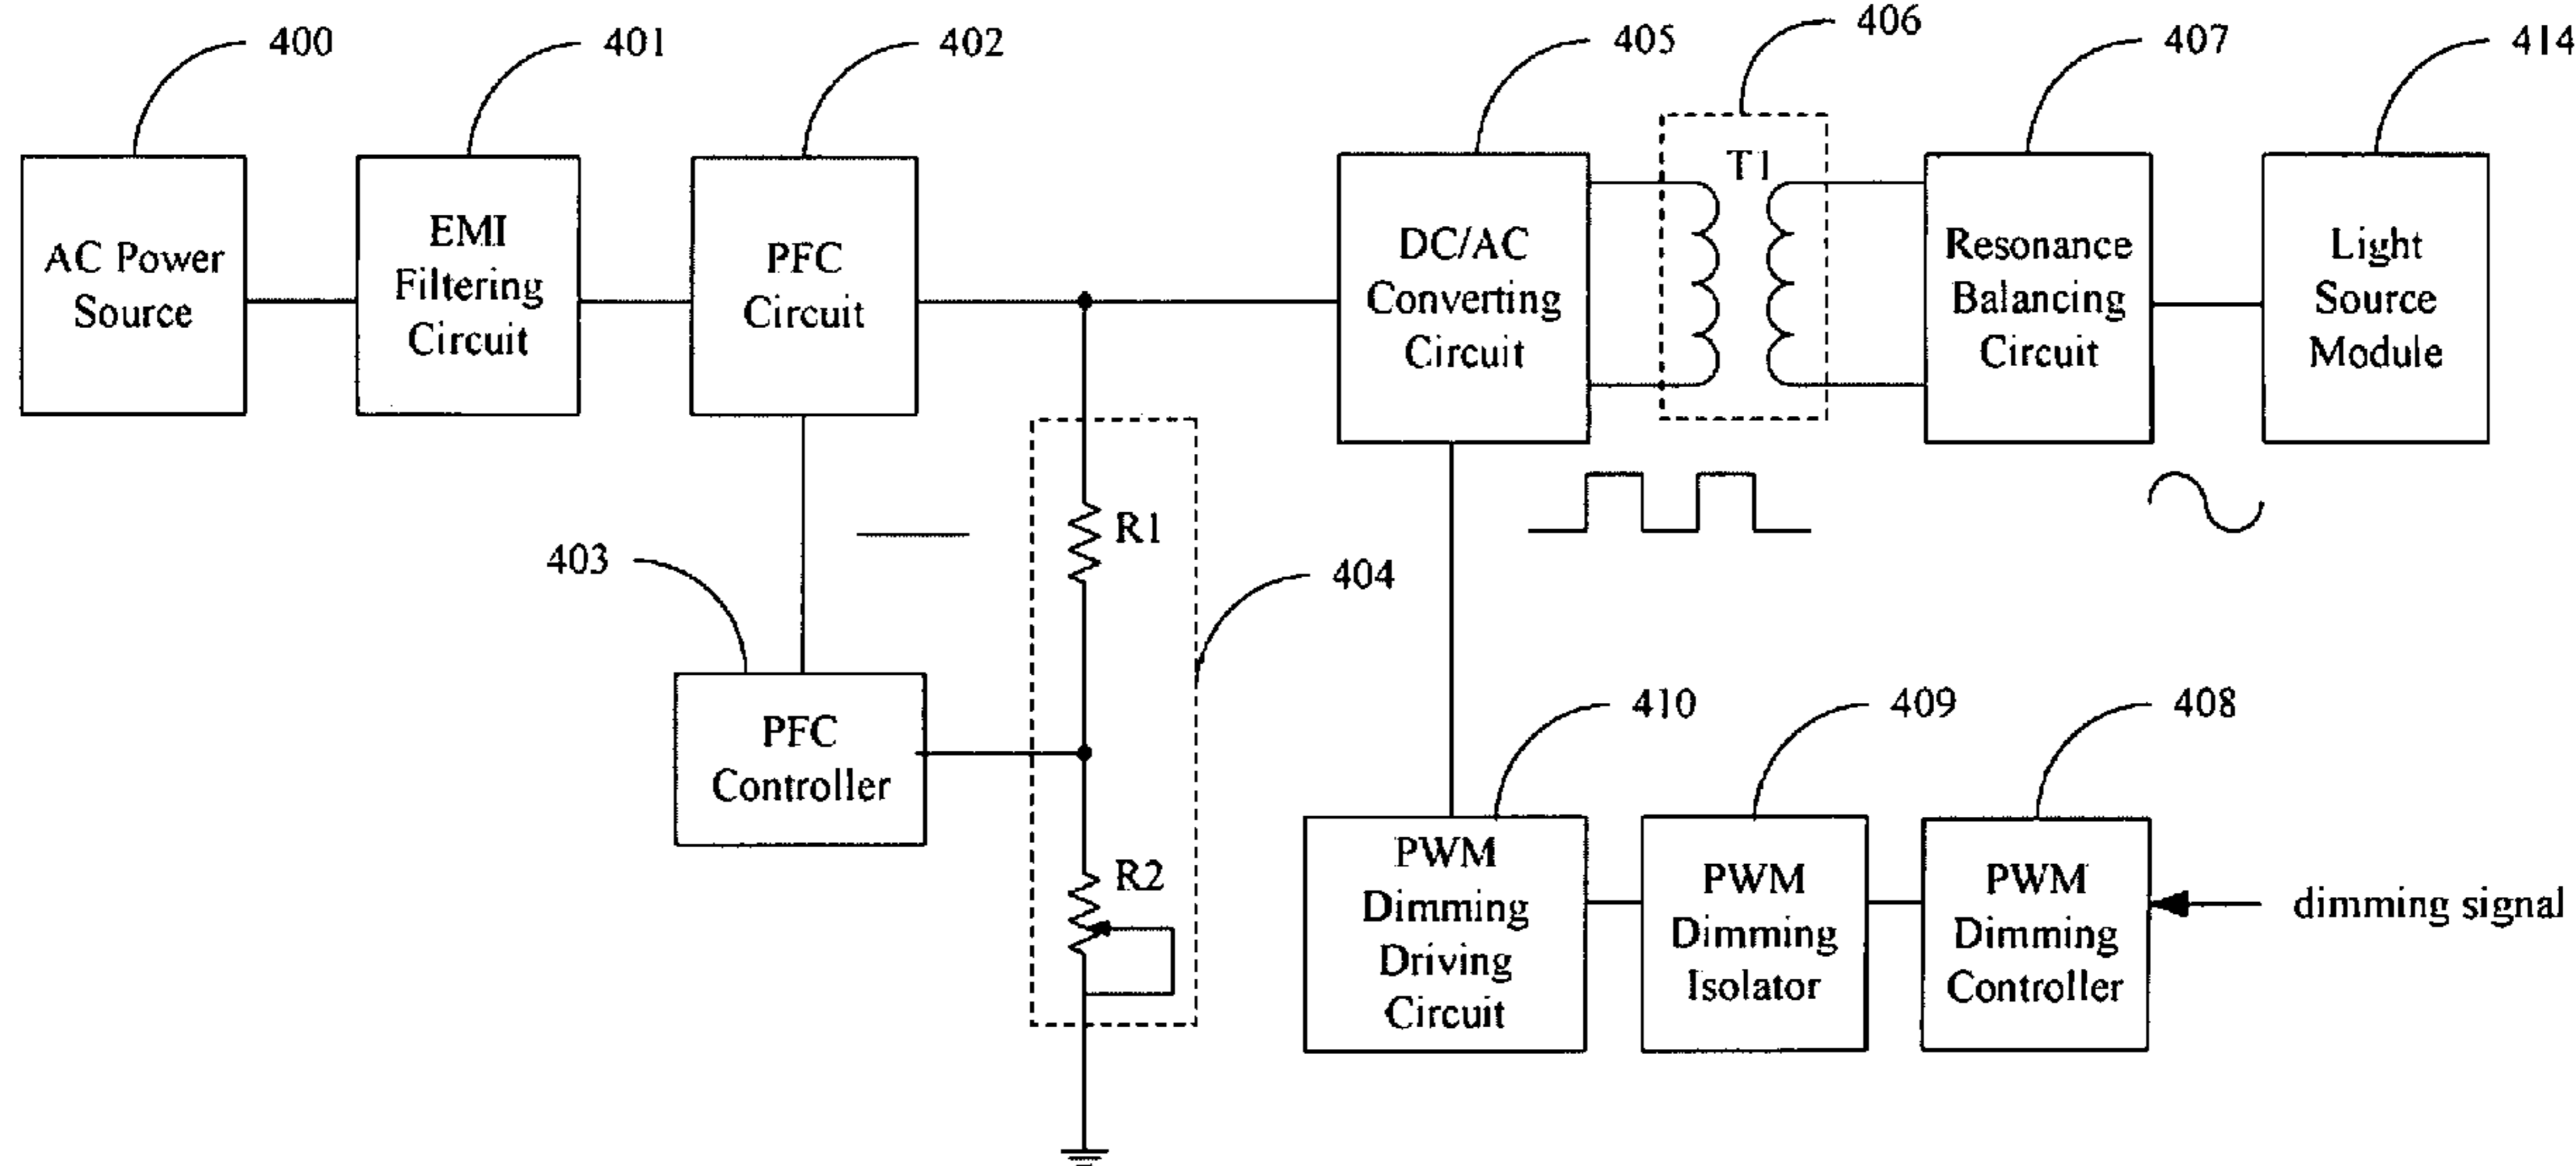 400
401
402
405
406
407
414
AC Power
Source
EMI
Filtering
Circuit
PFC
Circuit
DC/AC
Converting
Circuit
T1
Resonance
Balancing
Circuit
Light
Source
Module
403
R1
404
PFC
Controller
R2
410
409
408
PWM
Dimming
Driving
Circuit
PWM
Dimming
Isolator
PWM
Dimming
Controller
dimming signal